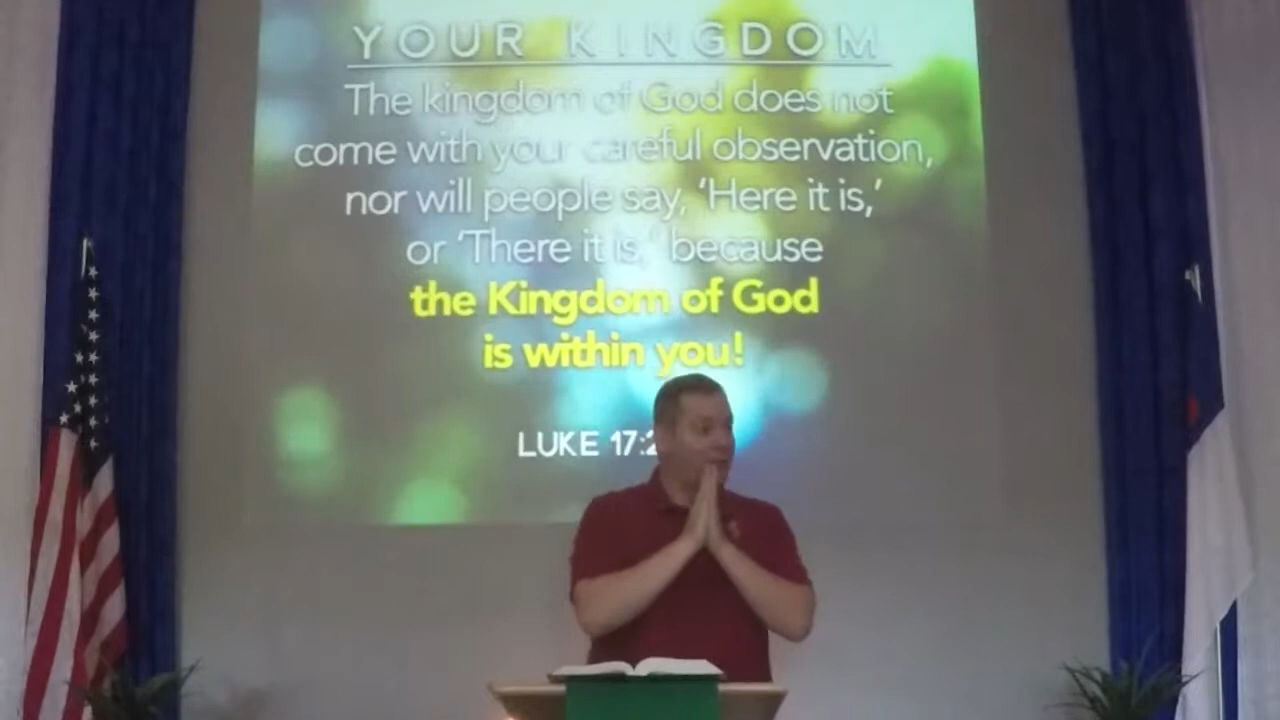 YOUR KINGDOM
The kingdom of God does not
come with your careful observation,
nor will people say, ‘Here it is,’
or ‘There it is,’ because
the Kingdom of God
is within you!
LUKE 17:2